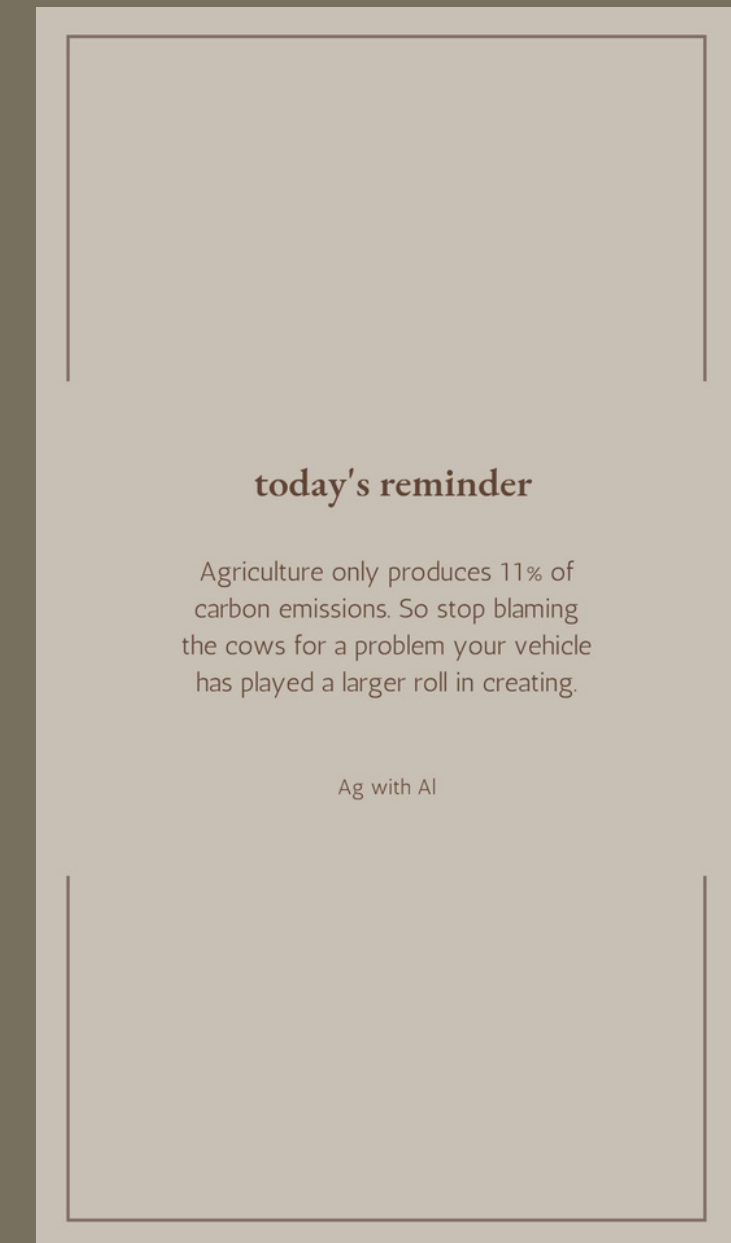 today's reminder
Agriculture only produces 11% of
carbon emissions. So stop blaming
the cows for a problem your vehicle
has played a larger roll in creating.
Ag with Al